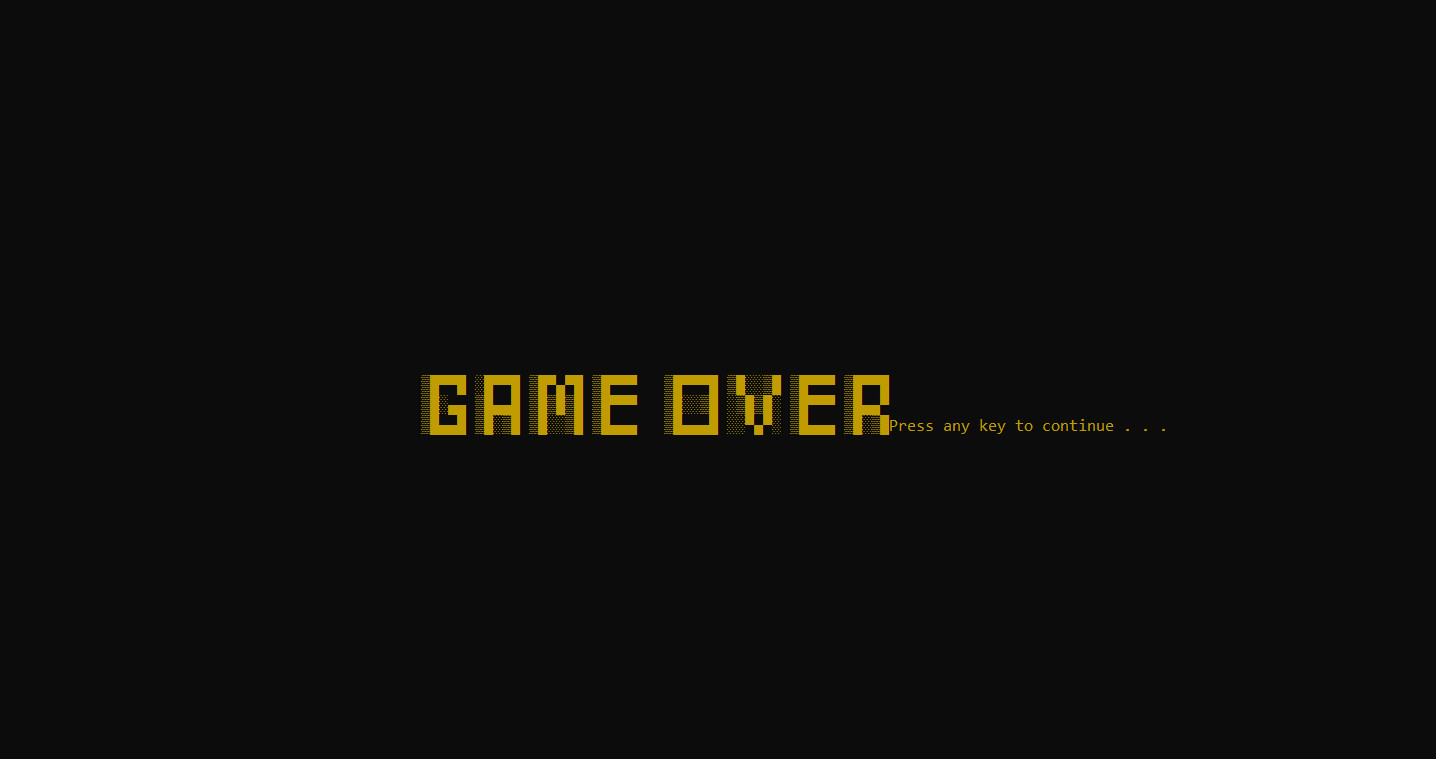 GAME OVER
Press any key to continue . . .